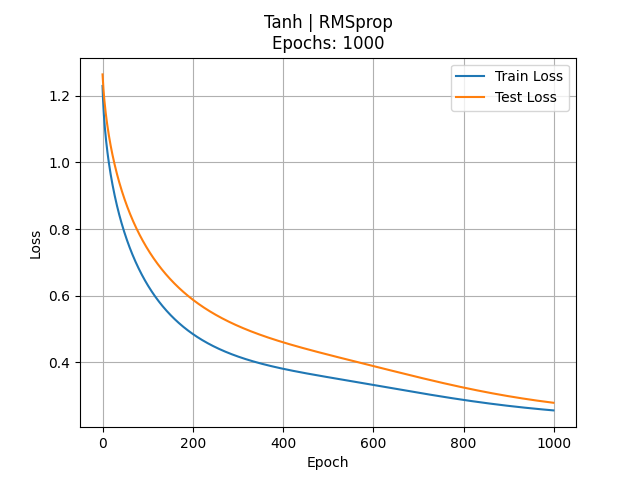 Tanh | RMSprop
Epochs: 1000
Train Loss
Test Loss
1.2
1.0
0.8
0.6
0.4
Loss
0 200 400 600 800 1000
Epoch